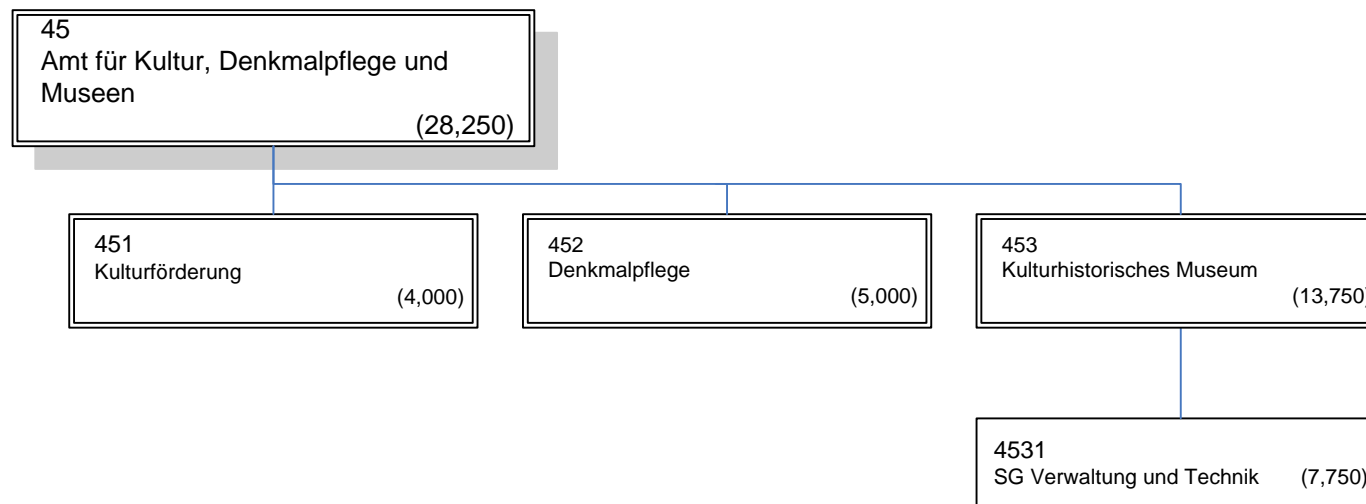 45
Amt für Kultur, Denkmalpflege und
Museen
(28,250)
451
Kulturförderung
(4,000)
452
Denkmalpflege
(5,000)
453
Kulturhistorisches Museum
(13,750)
4531
SG Verwaltung und Technik (7,750)